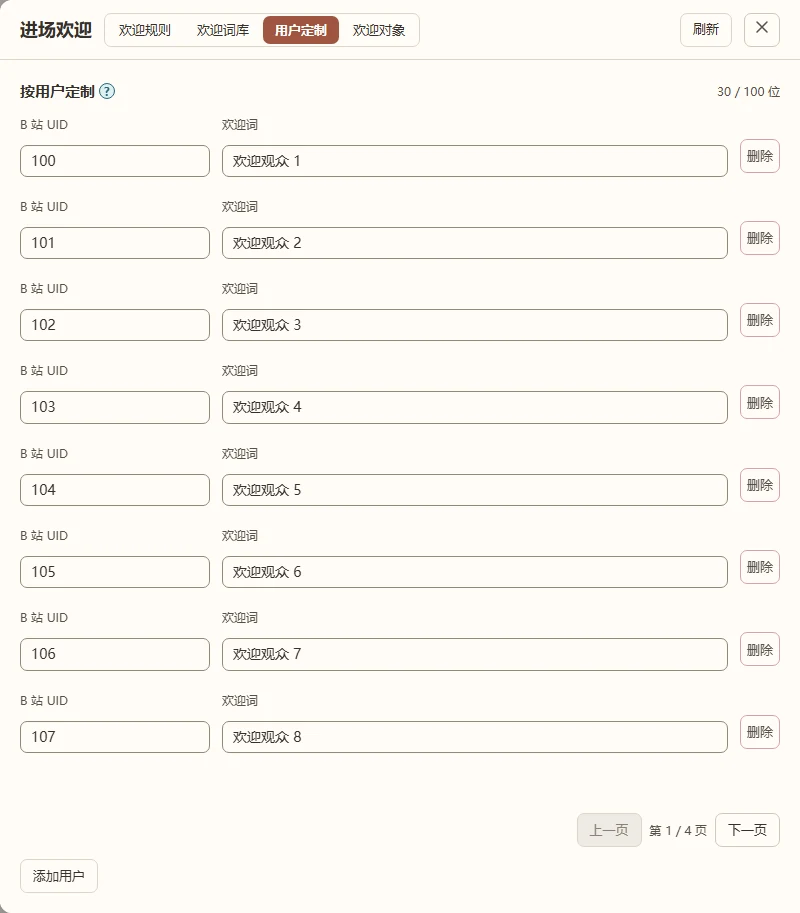 进场欢迎 欢迎规则 欢迎词库 用户定制 欢迎对象 刷新 ×
按用户定制 ? 30 / 100 位
B 站 UID 欢迎词
100 欢迎观众 1 删除
B 站 UID 欢迎词
101 欢迎观众 2 删除
B 站 UID 欢迎词
102 欢迎观众 3 删除
B 站 UID 欢迎词
103 欢迎观众 4 删除
B 站 UID 欢迎词
104 欢迎观众 5 删除
B 站 UID 欢迎词
105 欢迎观众 6 删除
B 站 UID 欢迎词
106 欢迎观众 7 删除
B 站 UID 欢迎词
107 欢迎观众 8 删除
上一页 第 1 / 4 页 下一页
添加用户